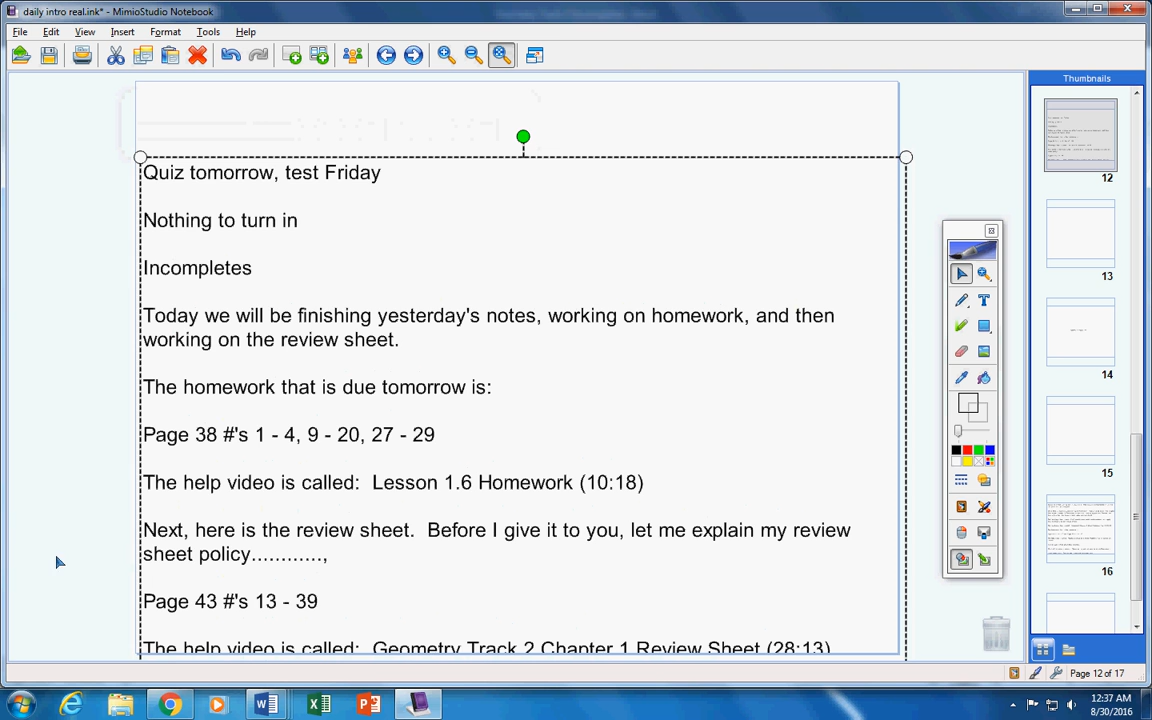 daily intro real.ink* - MimioStudio Notebook
File Edit View Insert Format Tools Help
Thumbnails
Quiz tomorrow, test Friday
Nothing to turn in
Incompletes
Today we will be finishing yesterday's notes, working on homework, and then
working on the review sheet.
The homework that is due tomorrow is:
Page 38 #'s 1 - 4, 9 - 20, 27 - 29
The help video is called:  Lesson 1.6 Homework (10:18)
Next, here is the review sheet.  Before I give it to you, let me explain my review
sheet policy............,
Page 43 #'s 13 - 39
The help video is called:  Geometry Track 2 Chapter 1 Review Sheet (28:13)
12
13
14
15
16
Page 12 of 17
12:37 AM
8/30/2016